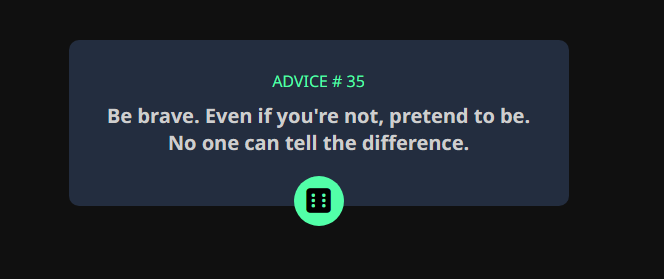 ADVICE # 35
Be brave. Even if you're not, pretend to be.
No one can tell the difference.